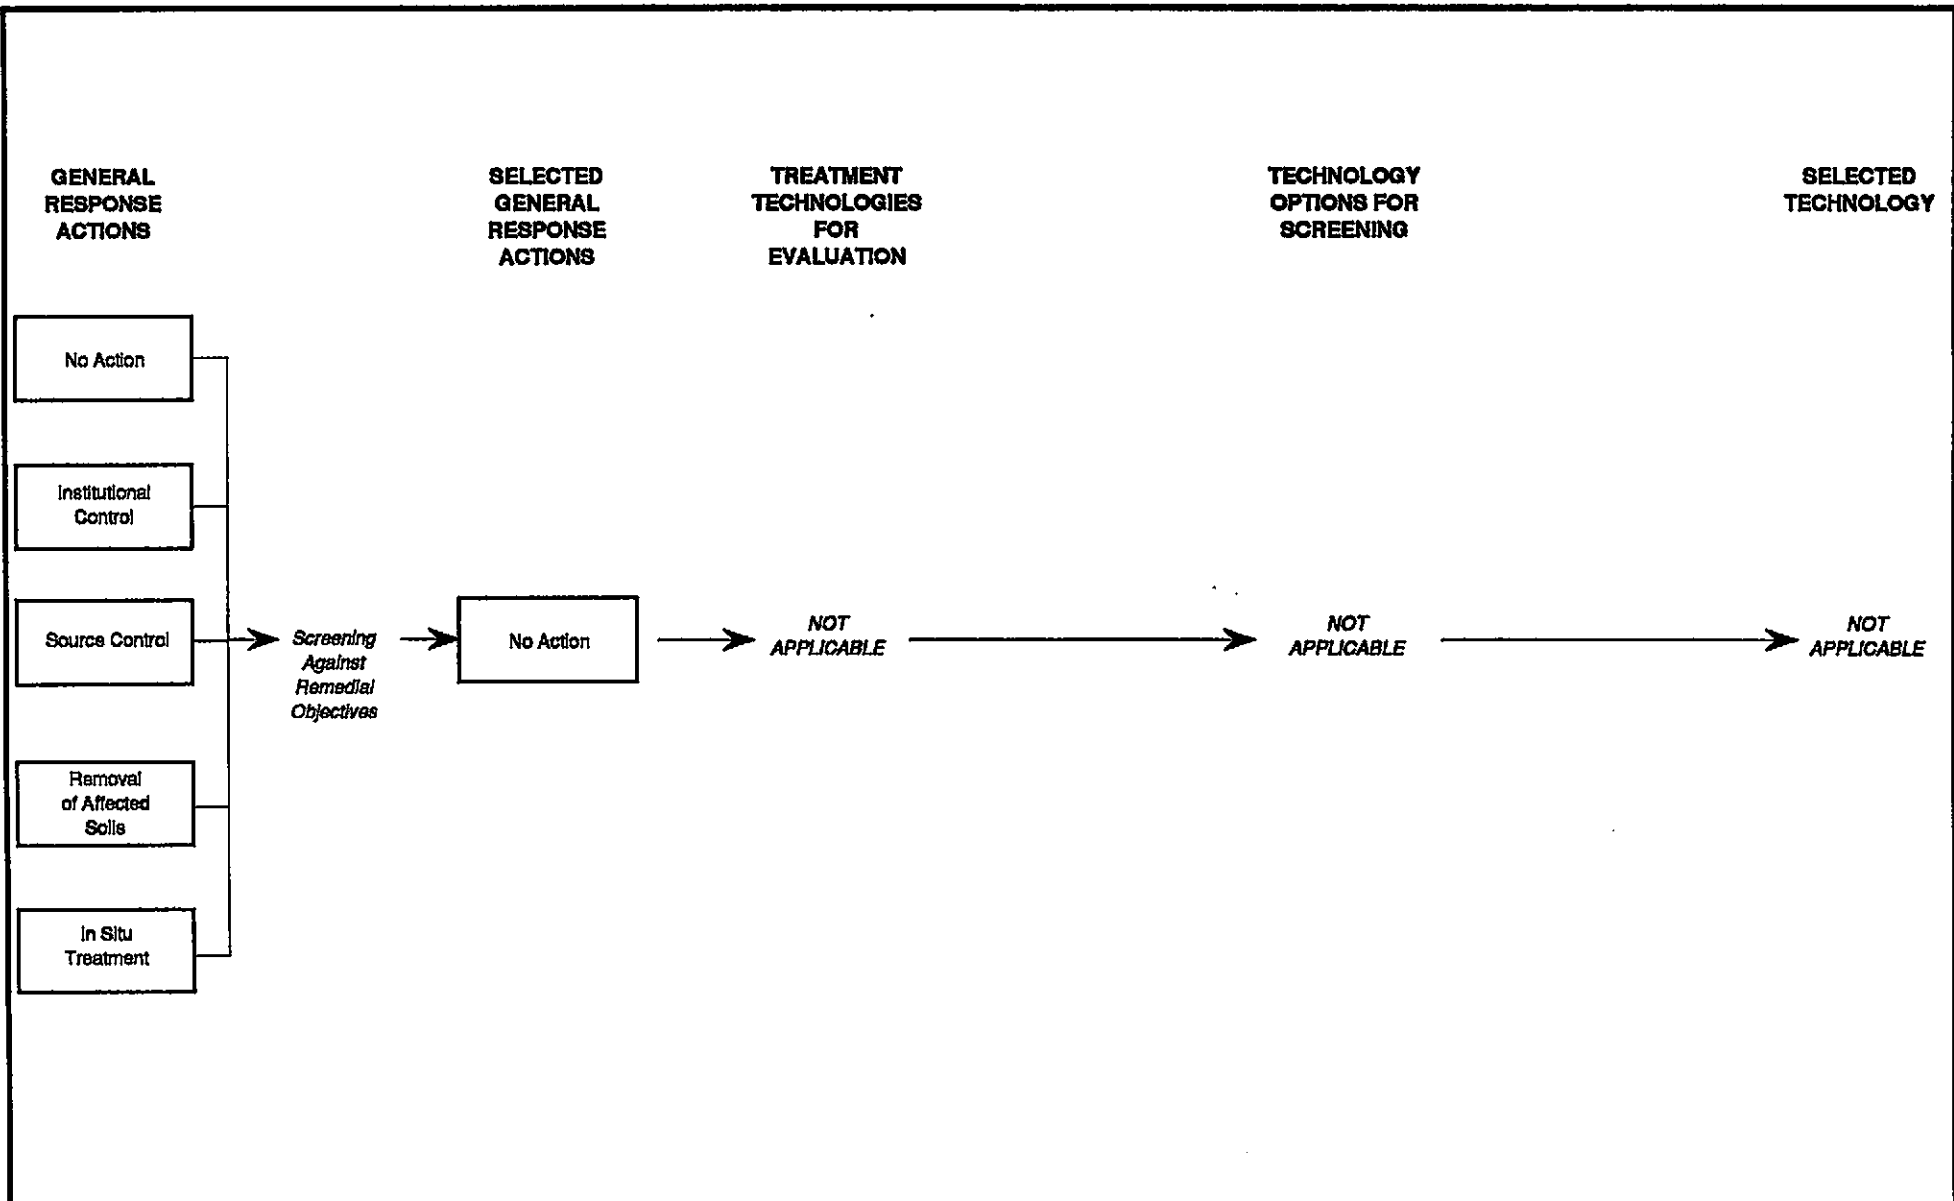 GENERAL
RESPONSE
ACTIONS
SELECTED
GENERAL
RESPONSE
ACTIONS
TREATMENT
TECHNOLOGIES
FOR
EVALUATION
TECHNOLOGY
OPTIONS FOR
SCREENING
SELECTED
TECHNOLOGY
No Action
Institutional
Control
Source Control
Removal
of Affected
Soils
In Situ
Treatment
Screening
Against
Remedial
Objectives
No Action
NOT
APPLICABLE
NOT
APPLICABLE
NOT
APPLICABLE